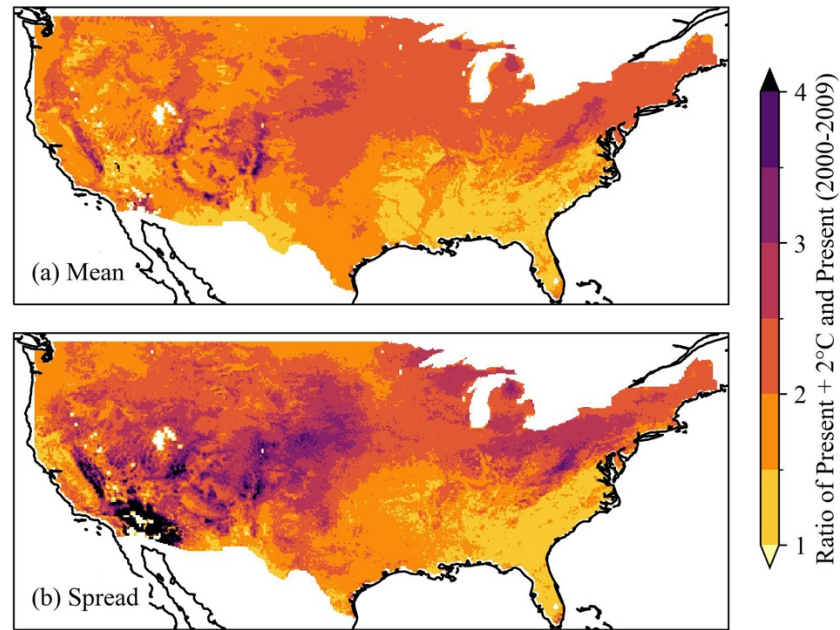 (a) Mean
(b) Spread
4
3
2
1
Ratio of Present + 2°C and Present (2000-2009)